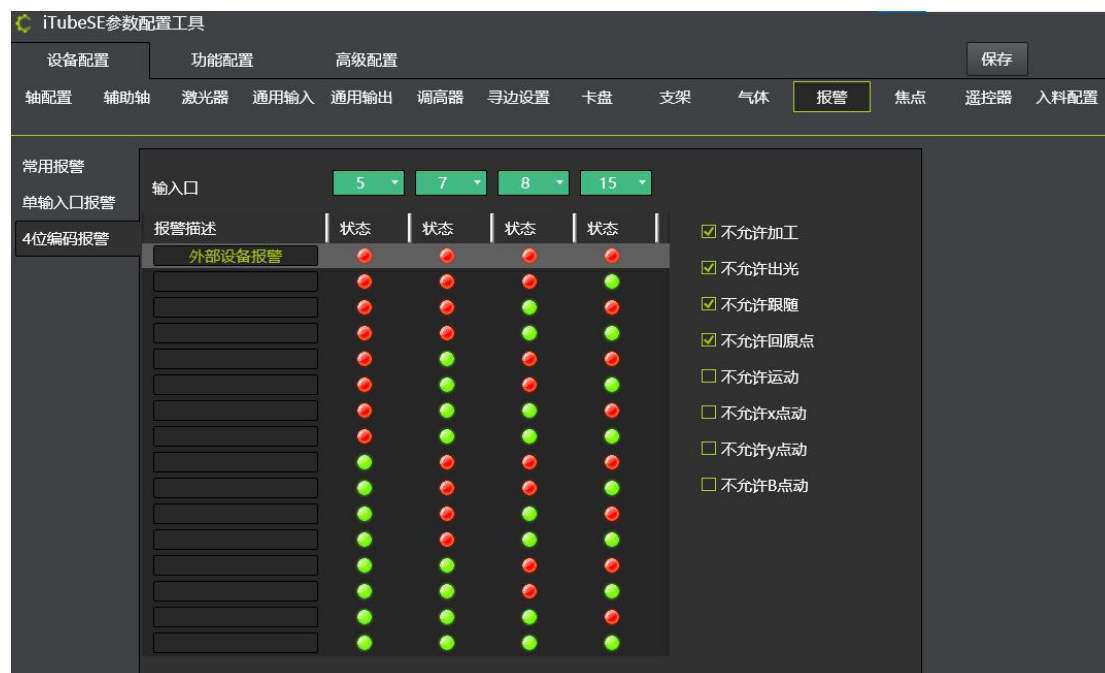 iTubeSE参数配置工具
设备配置 功能配置 高级配置 保存
轴配置 辅助轴 激光器 通用输入 通用输出 调高器 寻边设置 卡盘 支架 气体 报警 焦点 遥控器 入料配置
常用报警
单输入口报警
4位编码报警
输入口 5 7 8 15
报警描述 状态 状态 状态 状态
外部设备报警
不允许加工
不允许出光
不允许跟随
不允许回原点
不允许运动
不允许x点动
不允许y点动
不允许B点动